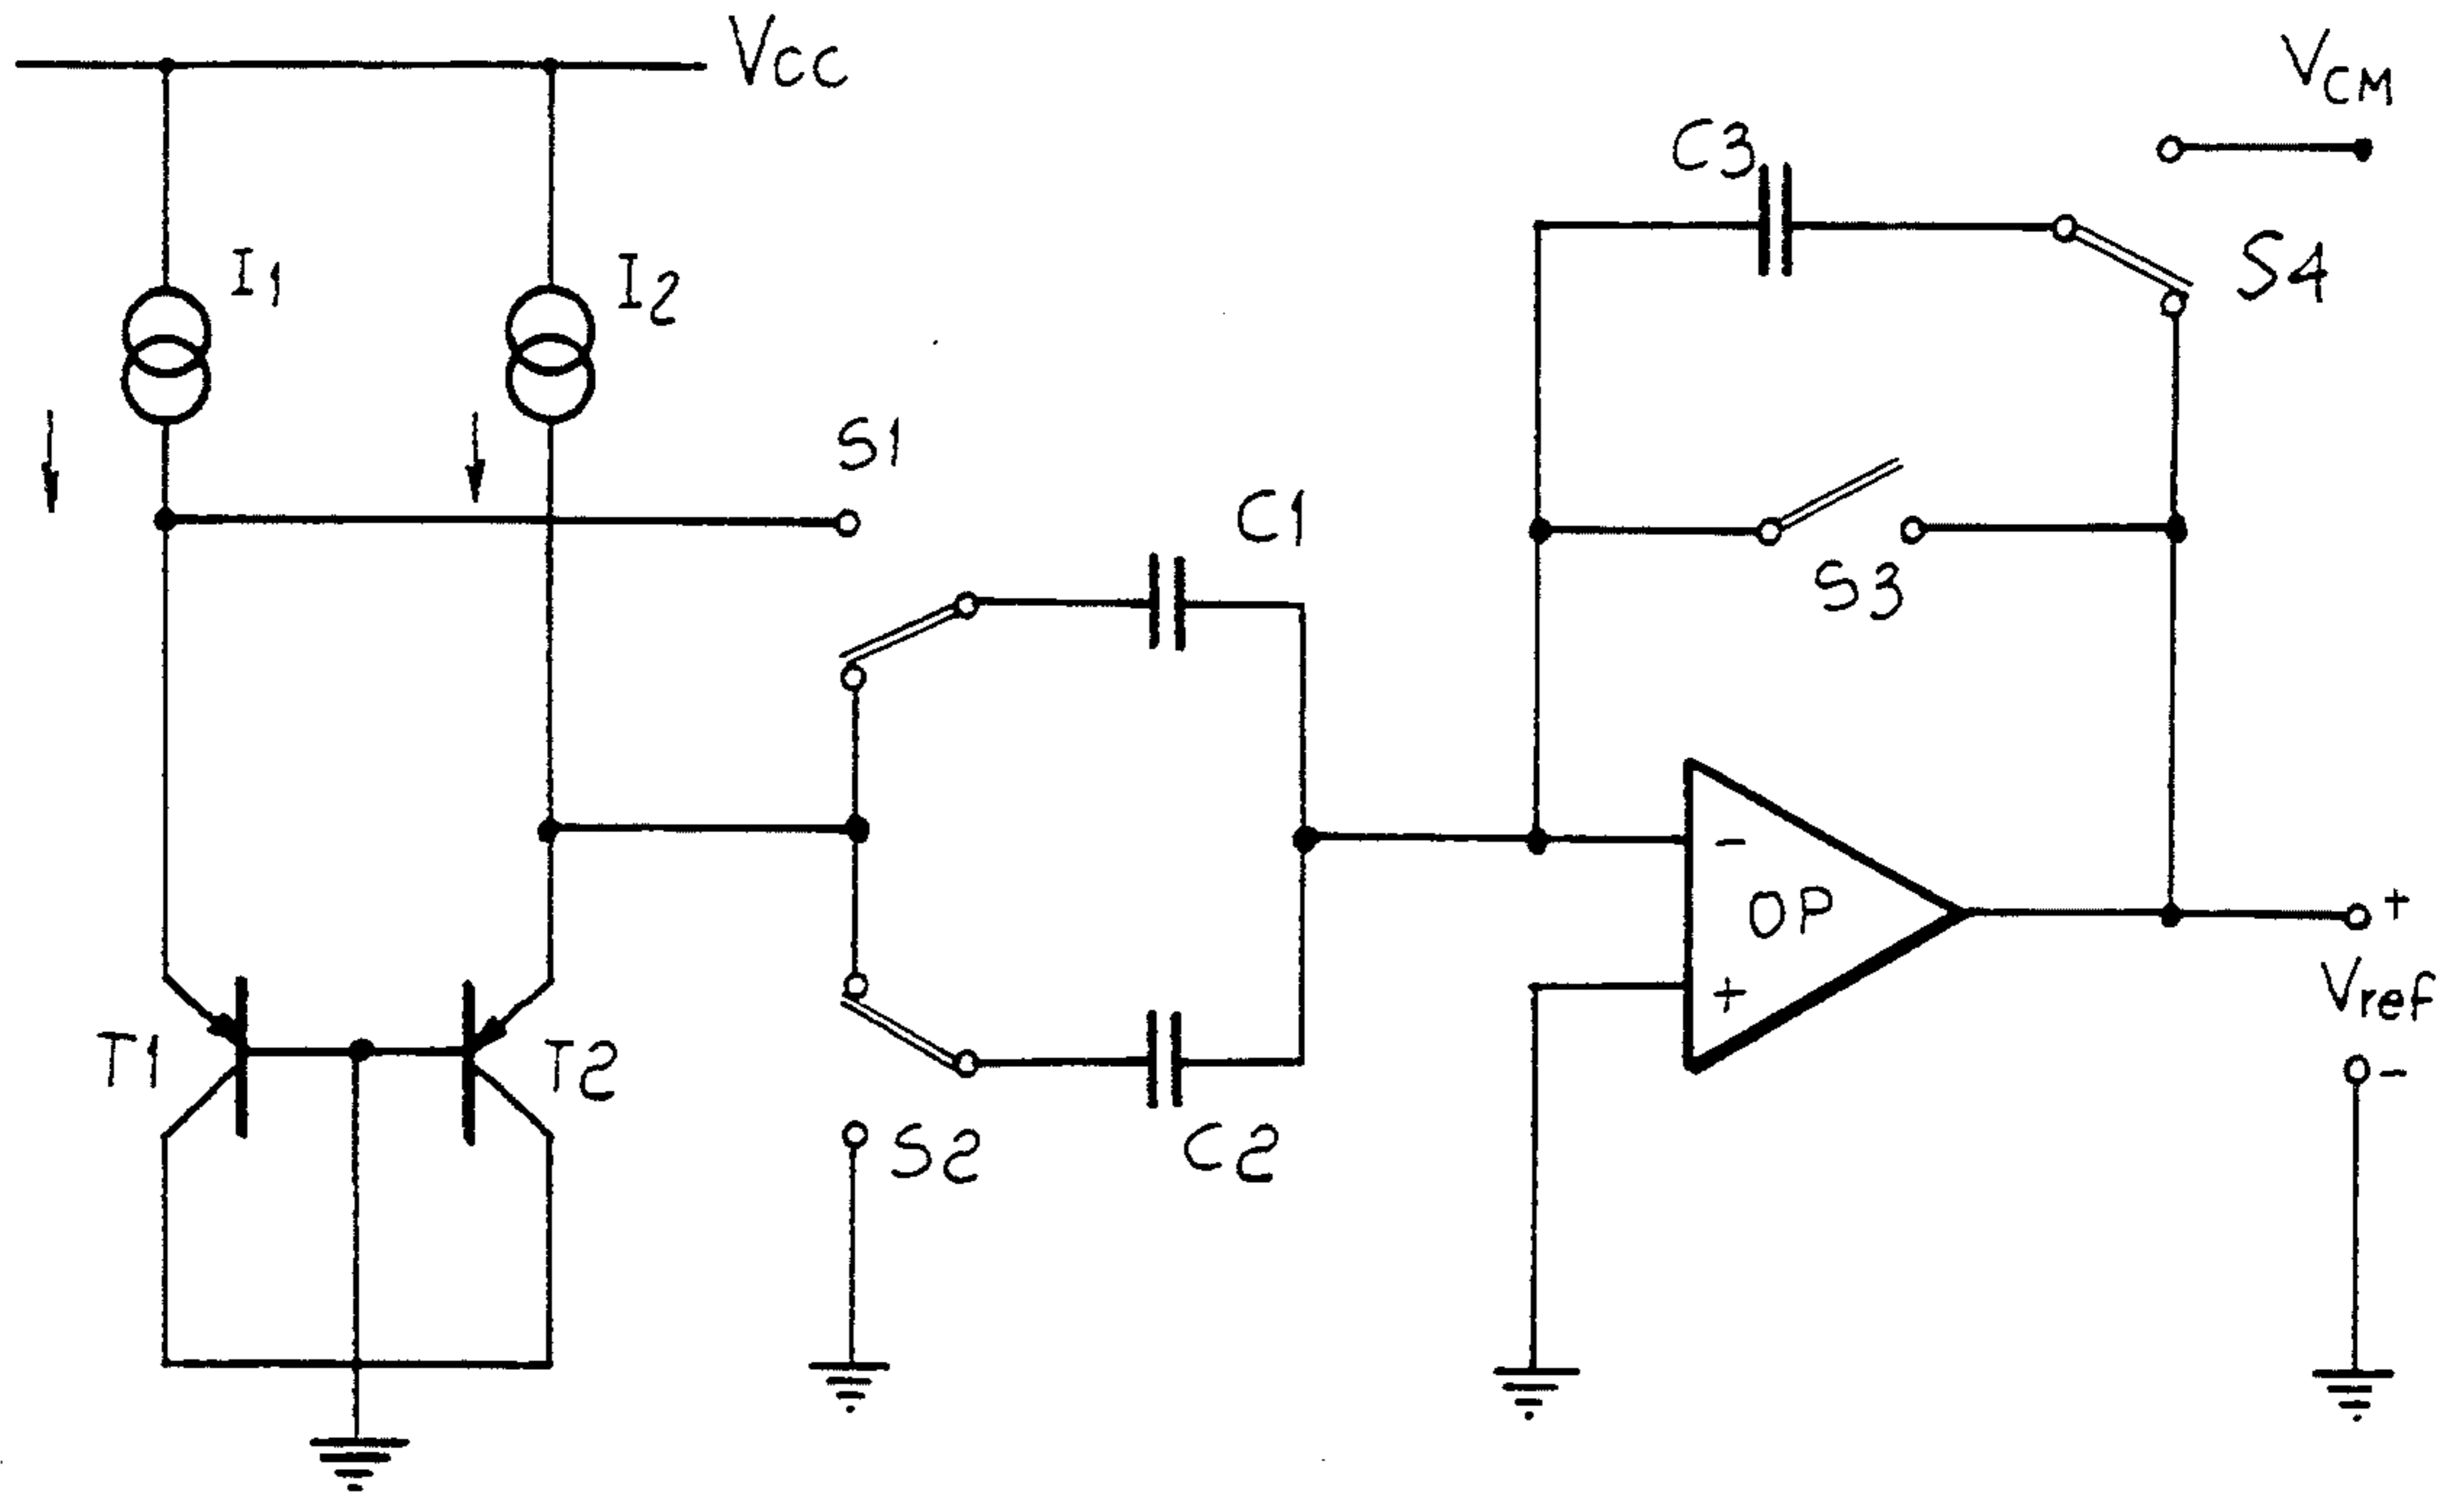 Vcc
VCM
C3
I1
I2
S4
S1
C1
S3
-
OP
+
+
Vref
-
T1
T2
S2
C2